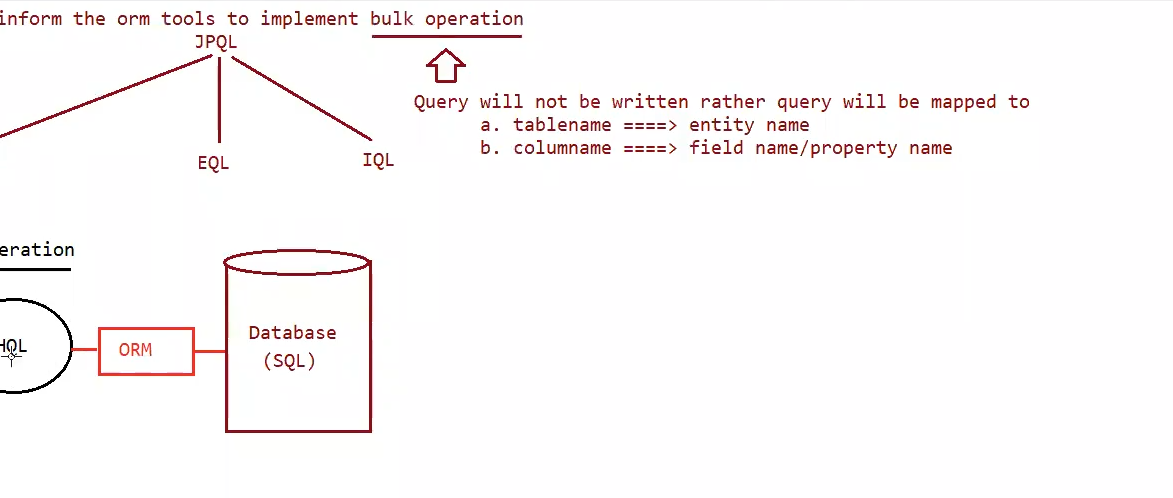 inform the orm tools to implement bulk operation
JPQL
Query will not be written rather query will be mapped to
a. tablename ====> entity name
b. columname ====> field name/property name
EQL
IQL
eration
HQL
ORM
Database
(SQL)